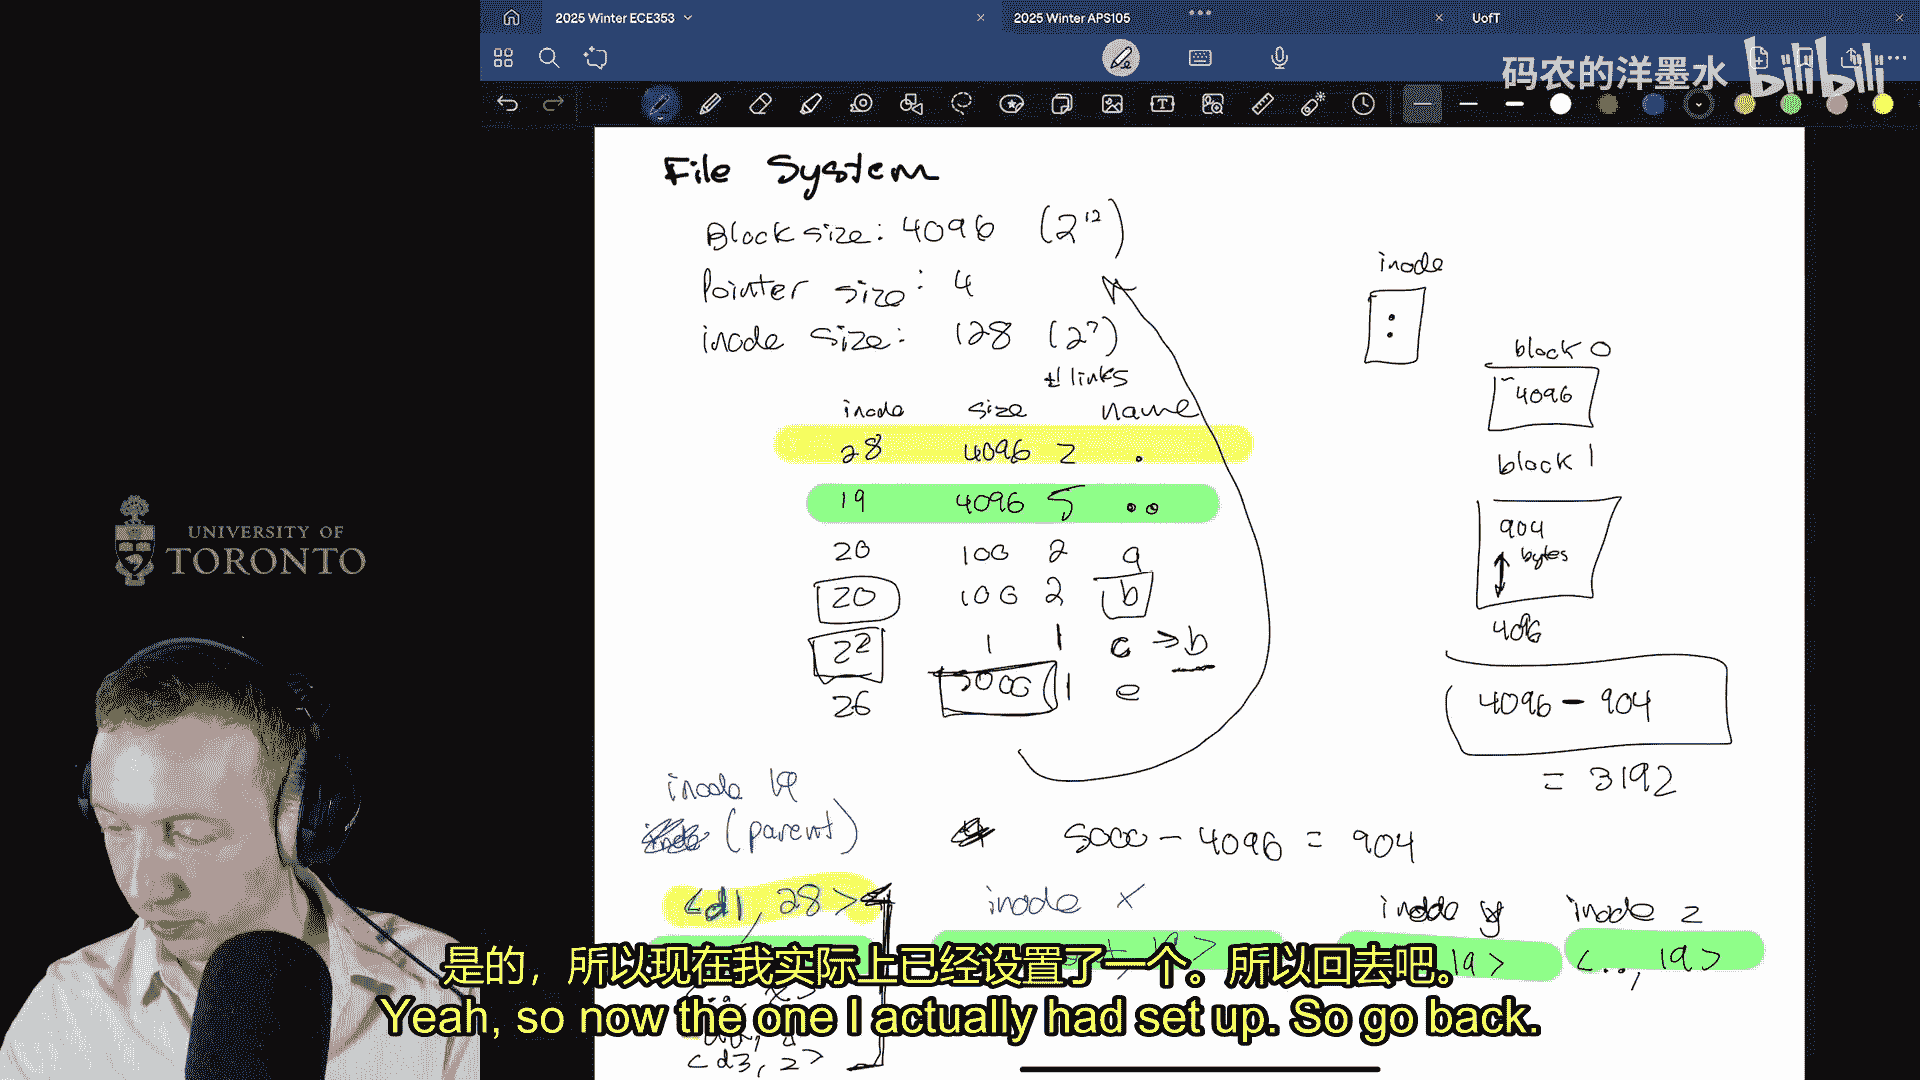 2025 Winter ECE353
2025 Winter APS105
UofT
码农的洋墨水 bilibili
File System
Block size: 4096 (2¹²)
Pointer size: 4
inode size: 128 (2⁷)
# links
inode size name
28 4096 2 .
19 4096 5 ..
20 100 2 a
20 100 2 b
22 1 1 c → b
26 5000 1 e
inode
:
block 0
4096
block 1
904
bytes
4096
4096 - 904
= 3192
inode 19
(parent)
5000 - 4096 = 904
<d1, 28>
inode x
inode y
inode z
19>
19>
<.., 19>
<d3, z>
UNIVERSITY OF
TORONTO
是的，所以现在我实际上已经设置了一个。所以回去吧。
Yeah, so now the one I actually had set up. So go back.